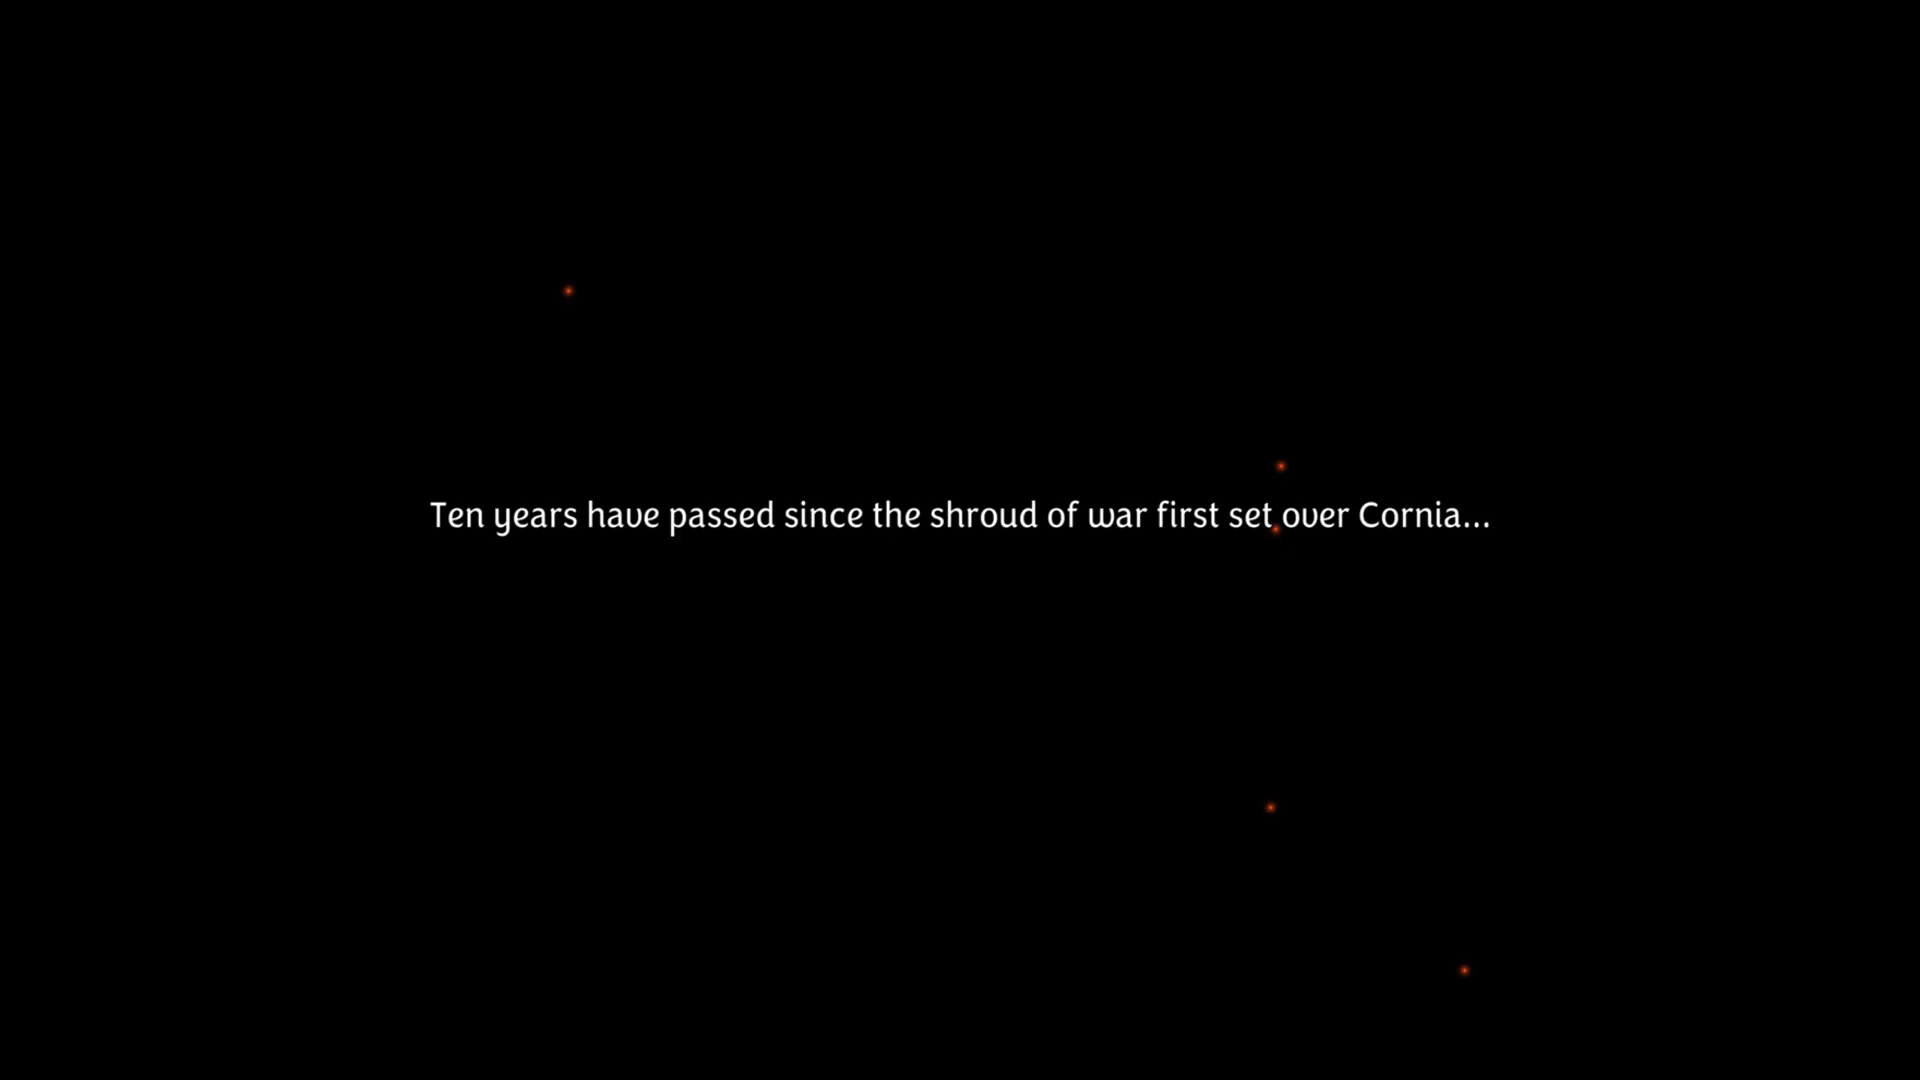 Ten years have passed since the shroud of war first set over Cornia...